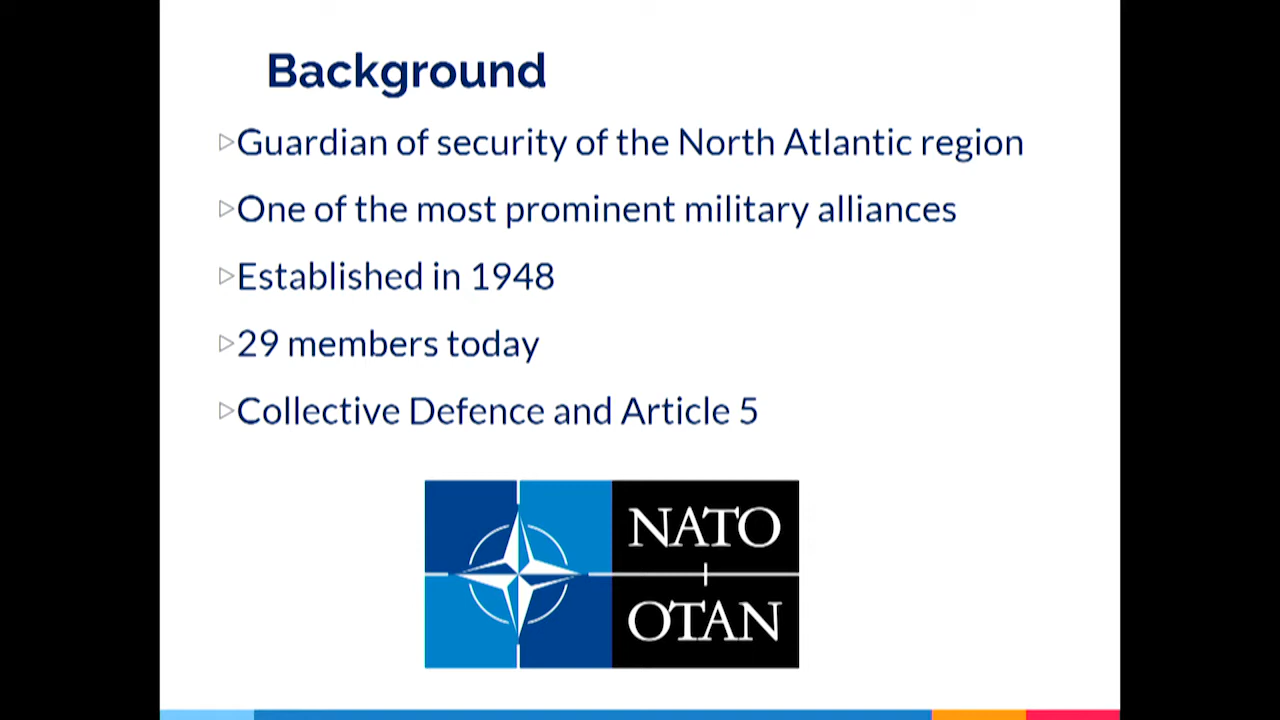 Background
Guardian of security of the North Atlantic region
One of the most prominent military alliances
Established in 1948
29 members today
Collective Defence and Article 5
NATO
OTAN